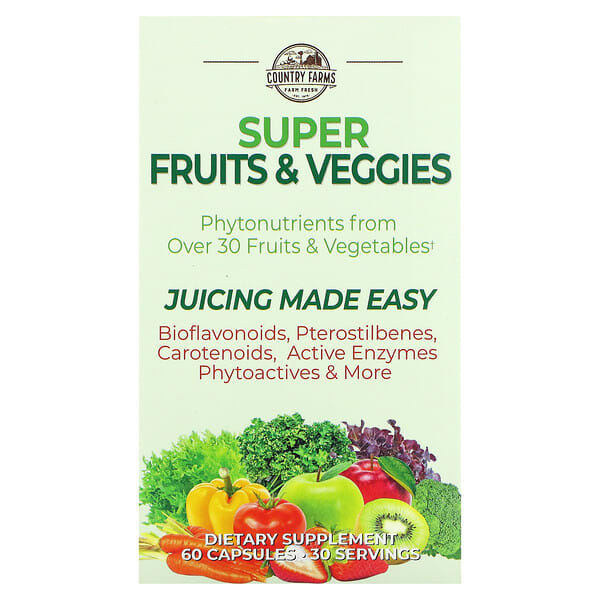 COUNTRY FARMS
FARM FRESH
SUPER
FRUITS & VEGGIES
Phytonutrients from
Over 30 Fruits & Vegetables†
JUICING MADE EASY
Bioflavonoids, Pterostilbenes,
Carotenoids, Active Enzymes
Phytoactives & More
DIETARY SUPPLEMENT
60 CAPSULES • 30 SERVINGS